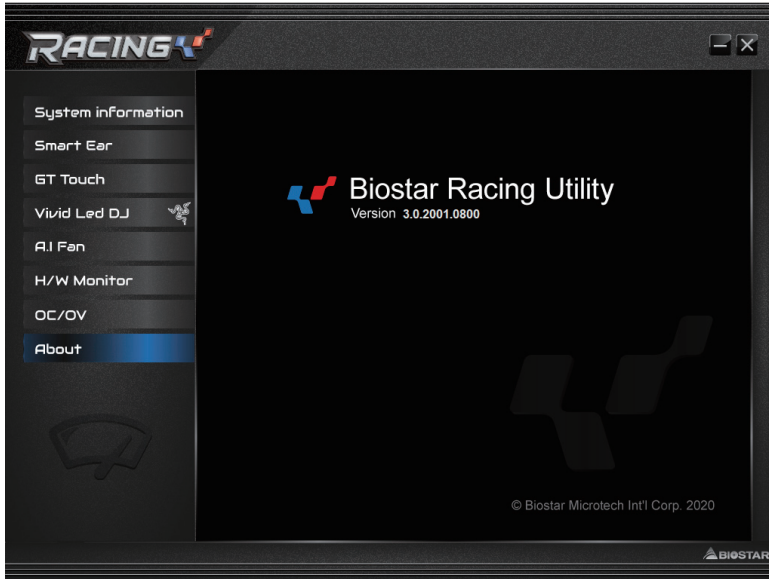 RACING
System information
Smart Ear
GT Touch
Vivid Led DJ
A.I Fan
H/W Monitor
OC/OV
About
Biostar Racing Utility
Version 3.0.2001.0800
© Biostar Microtech Int'l Corp. 2020
BIOSTAR